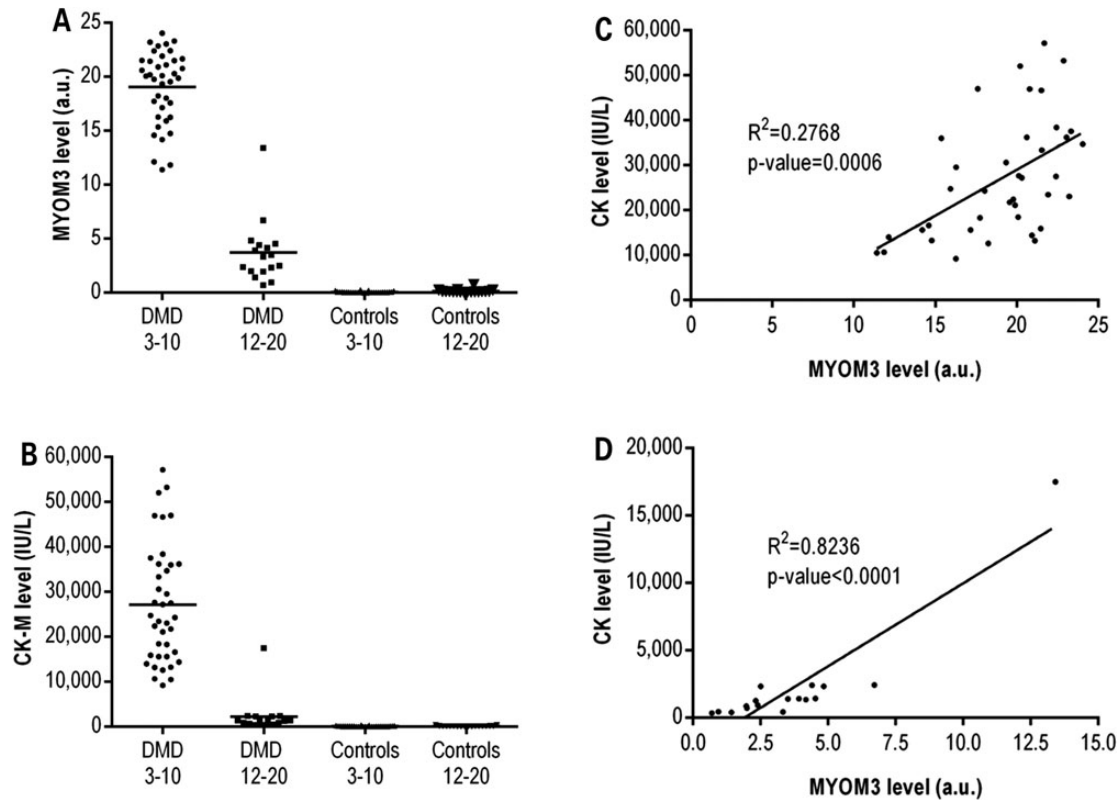 A
MYOM3 level (a.u.)
25
20
15
10
5
0
DMD
3-10
DMD
12-20
Controls
3-10
Controls
12-20
B
CK-M level (IU/L)
60,000
50,000
40,000
30,000
20,000
10,000
0
DMD
3-10
DMD
12-20
Controls
3-10
Controls
12-20
C
CK level (IU/L)
60,000
50,000
40,000
30,000
20,000
10,000
0
R²=0.2768
p-value=0.0006
0 5 10 15 20 25
MYOM3 level (a.u.)
D
CK level (IU/L)
20,000
15,000
10,000
5,000
0
R²=0.8236
p-value<0.0001
0.0 2.5 5.0 7.5 10.0 12.5 15.0
MYOM3 level (a.u.)